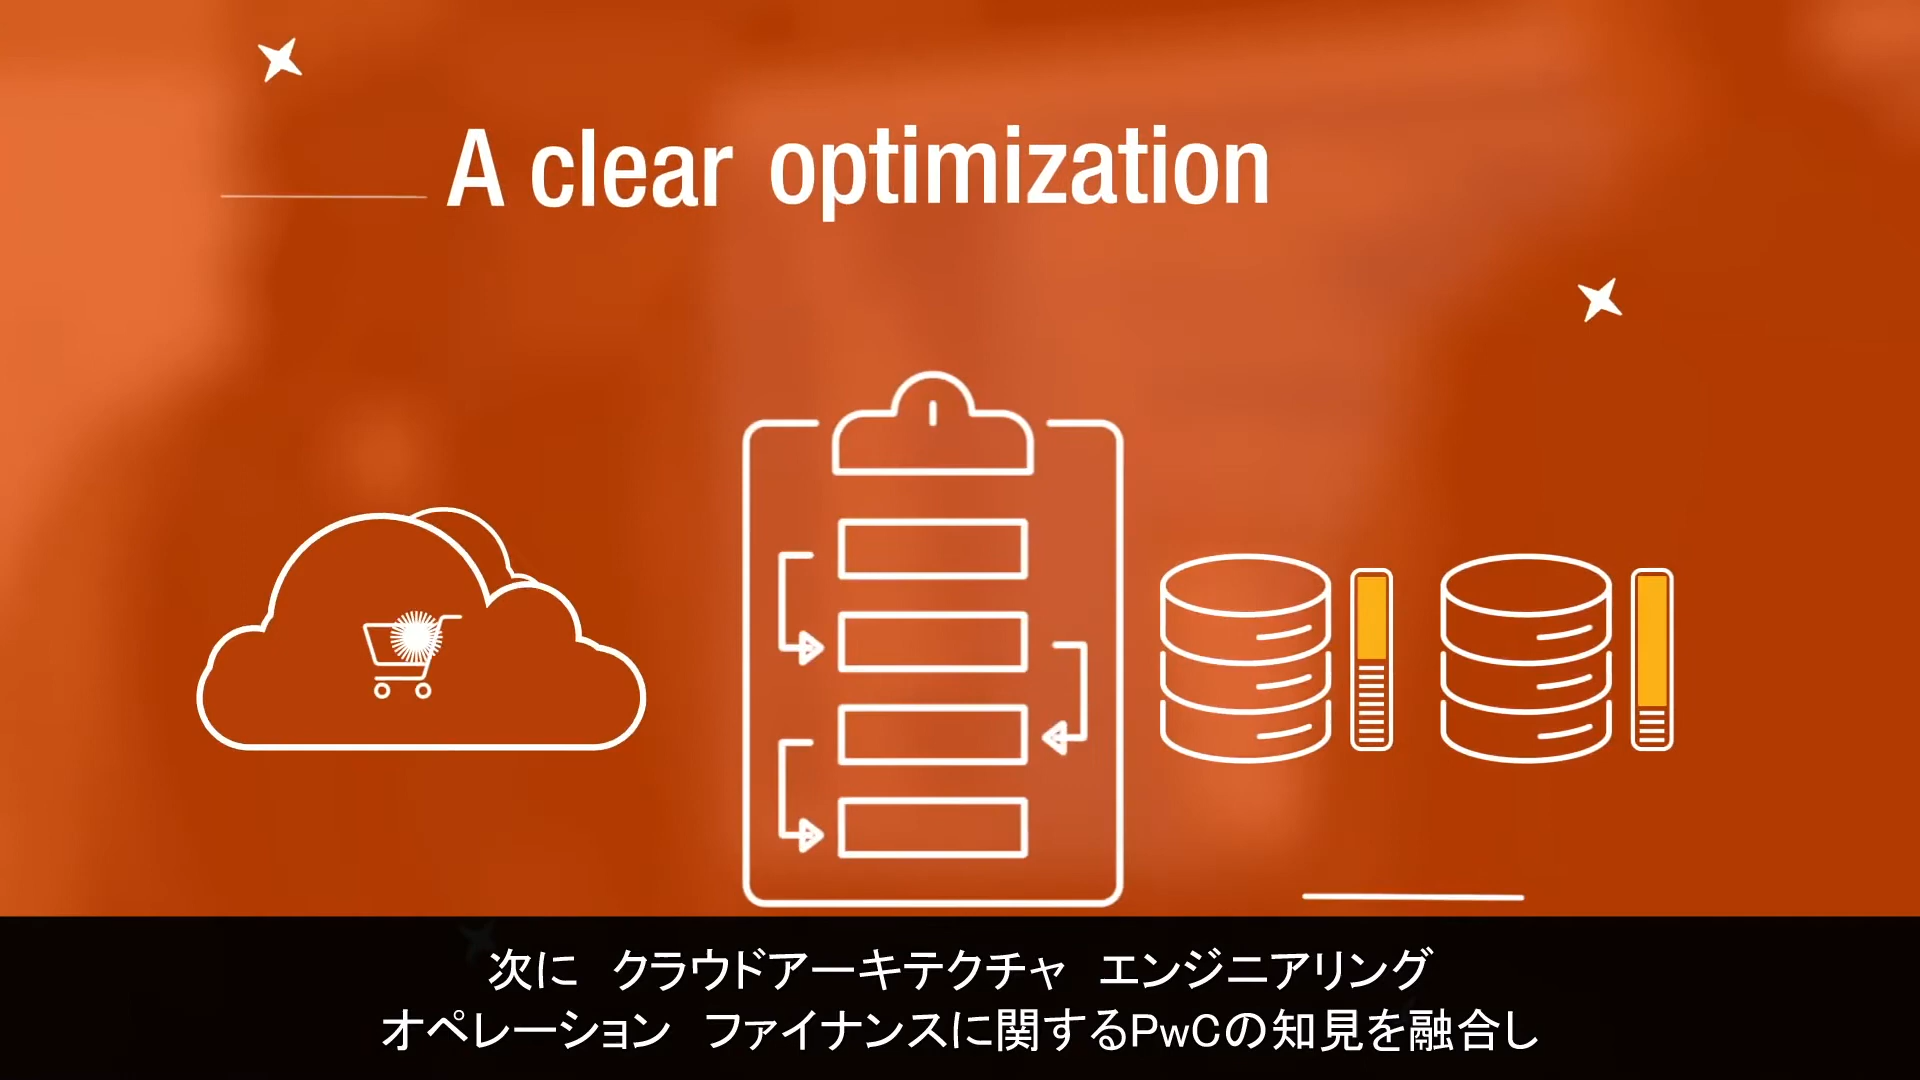 A clear optimization
次に　クラウドアーキテクチャ　エンジニアリング
オペレーション　ファイナンスに関するPwCの知見を融合し